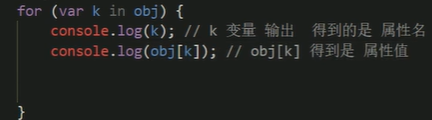 for (var k in obj) {
    console.log(k); // k 变量 输出  得到的是 属性名
    console.log(obj[k]); // obj[k] 得到是 属性值
}